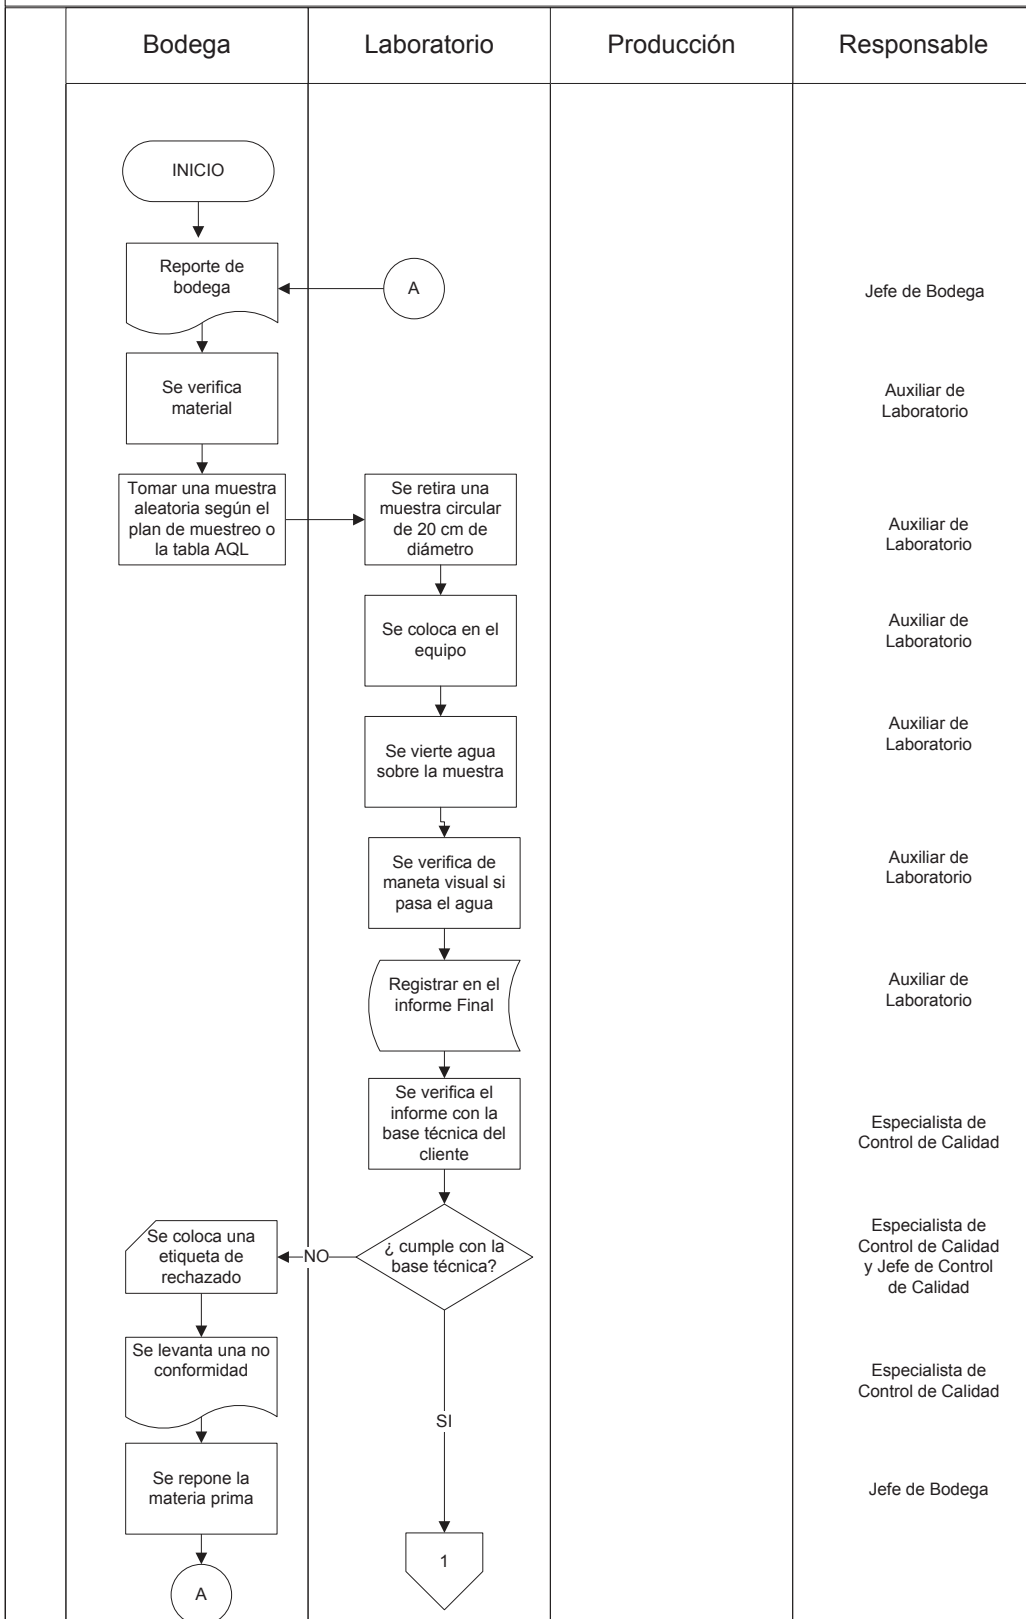 Bodega
Laboratorio
Producción
Responsable
INICIO
Reporte de
bodega
A
Jefe de Bodega
Se verifica
material
Auxiliar de
Laboratorio
Tomar una muestra
aleatoria según el
plan de muestreo o
la tabla AQL
Se retira una
muestra circular
de 20 cm de
diámetro
Auxiliar de
Laboratorio
Se coloca en el
equipo
Auxiliar de
Laboratorio
Se vierte agua
sobre la muestra
Auxiliar de
Laboratorio
Se verifica de
maneta visual si
pasa el agua
Auxiliar de
Laboratorio
Registrar en el
informe Final
Auxiliar de
Laboratorio
Se verifica el
informe con la
base técnica del
cliente
Especialista de
Control de Calidad
¿ cumple con la
base técnica?
NO
Se coloca una
etiqueta de
rechazado
Especialista de
Control de Calidad
y Jefe de Control
de Calidad
Se levanta una no
conformidad
Especialista de
Control de Calidad
SI
Se repone la
materia prima
Jefe de Bodega
1
A